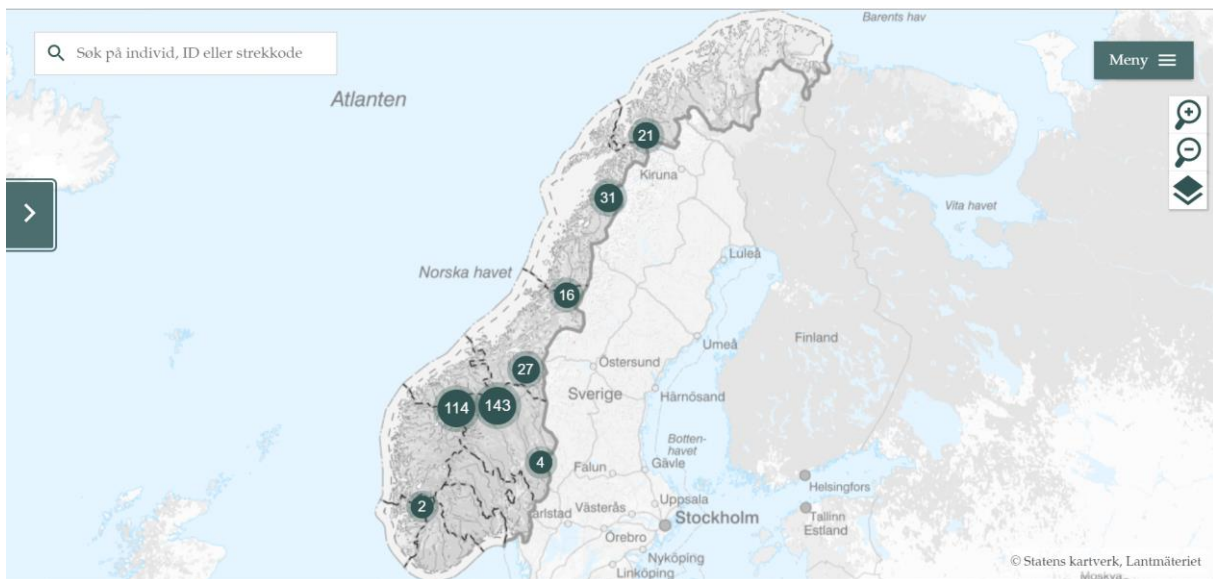 Barents hav
Søk på individ, ID eller strekkode
Meny
Atlanten
21
Kiruna
31
Vita havet
Luleå
Norska havet
16
Umeå
Finland
27
Östersund
Sverige
Härnösand
114
143
Botten-
havet
4
Falun
Gävle
Helsingfors
2
Uppsala
arlstad
Västerås
Stockholm
Tallinn
Estland
Örebro
Nyköping
© Statens kartverk, Lantmäteriet
Linköping
Moskva